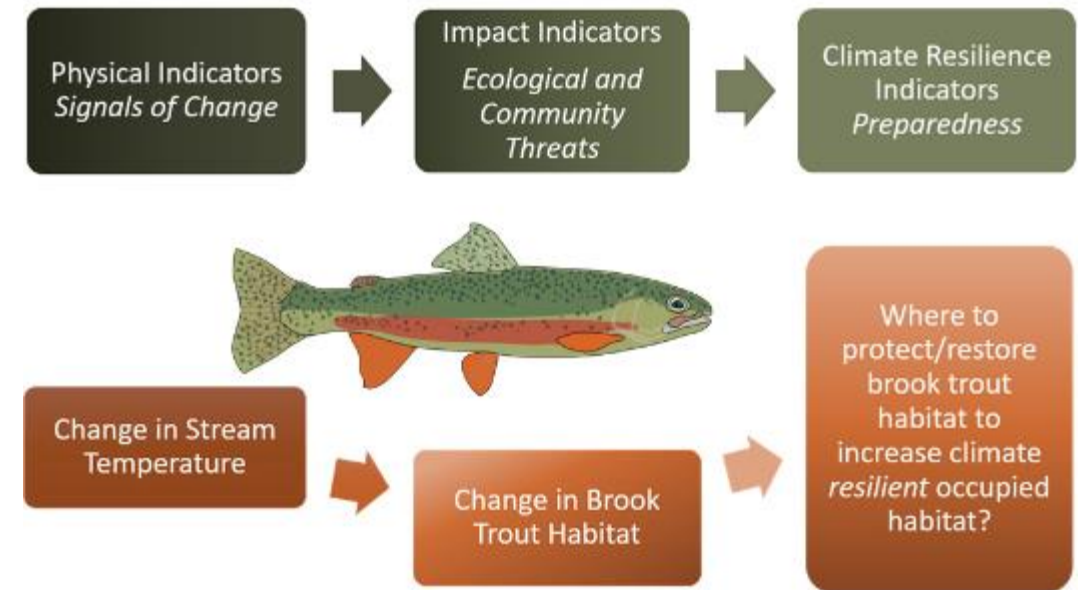 Physical Indicators
Signals of Change
Impact Indicators
Ecological and
Community
Threats
Climate Resilience
Indicators
Preparedness
Change in Stream
Temperature
Change in Brook
Trout Habitat
Where to
protect/restore
brook trout
habitat to
increase climate
resilient occupied
habitat?